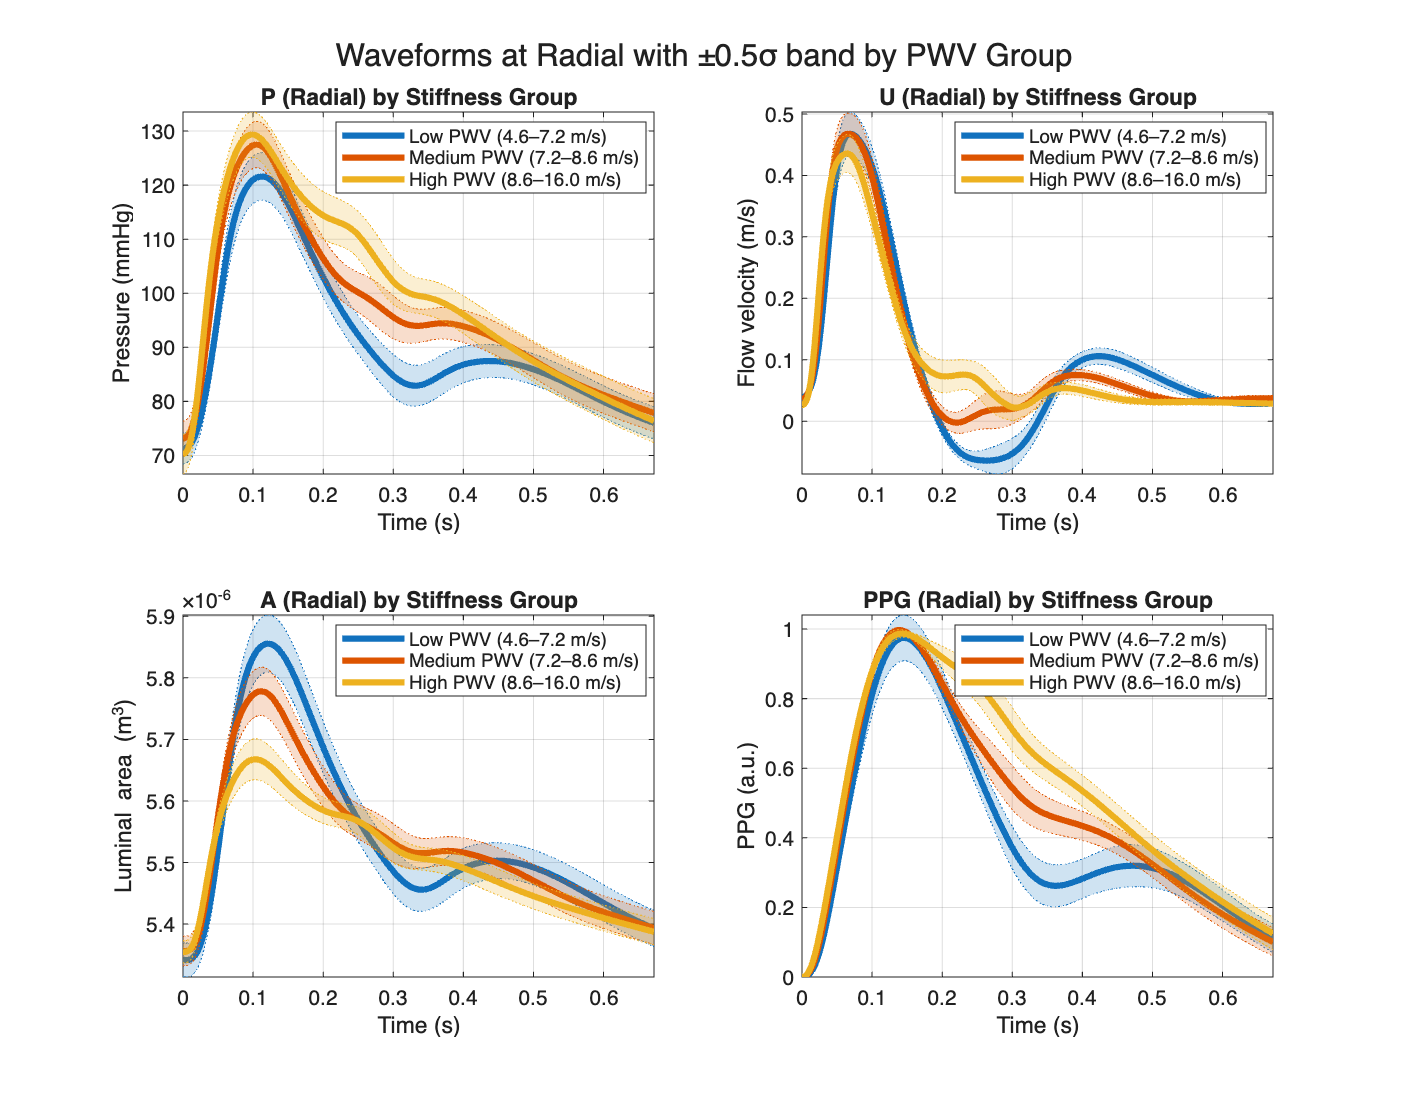 Waveforms at Radial with ±0.5σ band by PWV Group
P (Radial) by Stiffness Group
Pressure (mmHg)
130
120
110
100
90
80
70
Low PWV (4.6–7.2 m/s)
Medium PWV (7.2–8.6 m/s)
High PWV (8.6–16.0 m/s)
0 0.1 0.2 0.3 0.4 0.5 0.6
Time (s)
U (Radial) by Stiffness Group
Flow velocity (m/s)
0.5
0.4
0.3
0.2
0.1
0
Low PWV (4.6–7.2 m/s)
Medium PWV (7.2–8.6 m/s)
High PWV (8.6–16.0 m/s)
0 0.1 0.2 0.3 0.4 0.5 0.6
Time (s)
A (Radial) by Stiffness Group
×10⁻⁶
Luminal area (m³)
5.9
5.8
5.7
5.6
5.5
5.4
Low PWV (4.6–7.2 m/s)
Medium PWV (7.2–8.6 m/s)
High PWV (8.6–16.0 m/s)
0 0.1 0.2 0.3 0.4 0.5 0.6
Time (s)
PPG (Radial) by Stiffness Group
PPG (a.u.)
1
0.8
0.6
0.4
0.2
0
Low PWV (4.6–7.2 m/s)
Medium PWV (7.2–8.6 m/s)
High PWV (8.6–16.0 m/s)
0 0.1 0.2 0.3 0.4 0.5 0.6
Time (s)